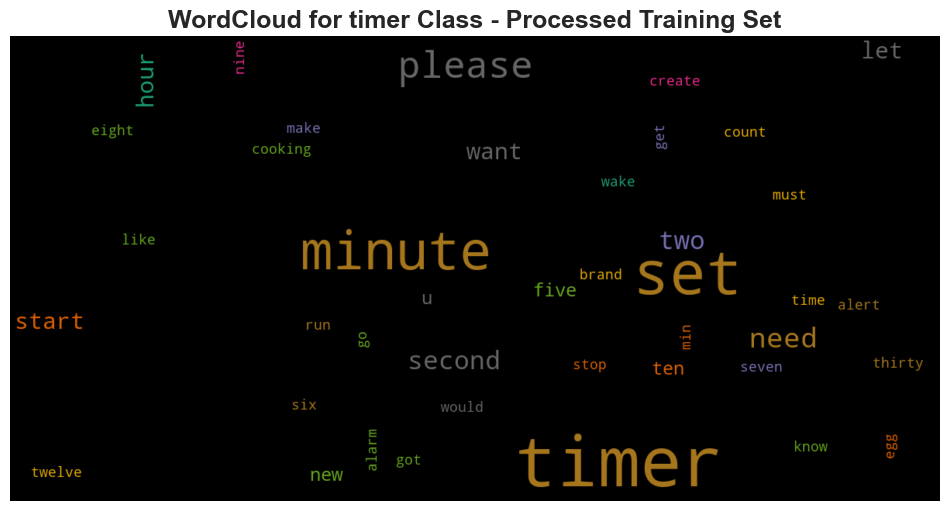 WordCloud for timer Class - Processed Training Set
nine
let
hour
please
create
eight
make
get
count
cooking
want
wake
must
like
minute
two
set
brand
five
u
time
alert
start
run
go
min
need
second
stop
ten
seven
thirty
six
would
alarm
timer
know
egg
got
twelve
new